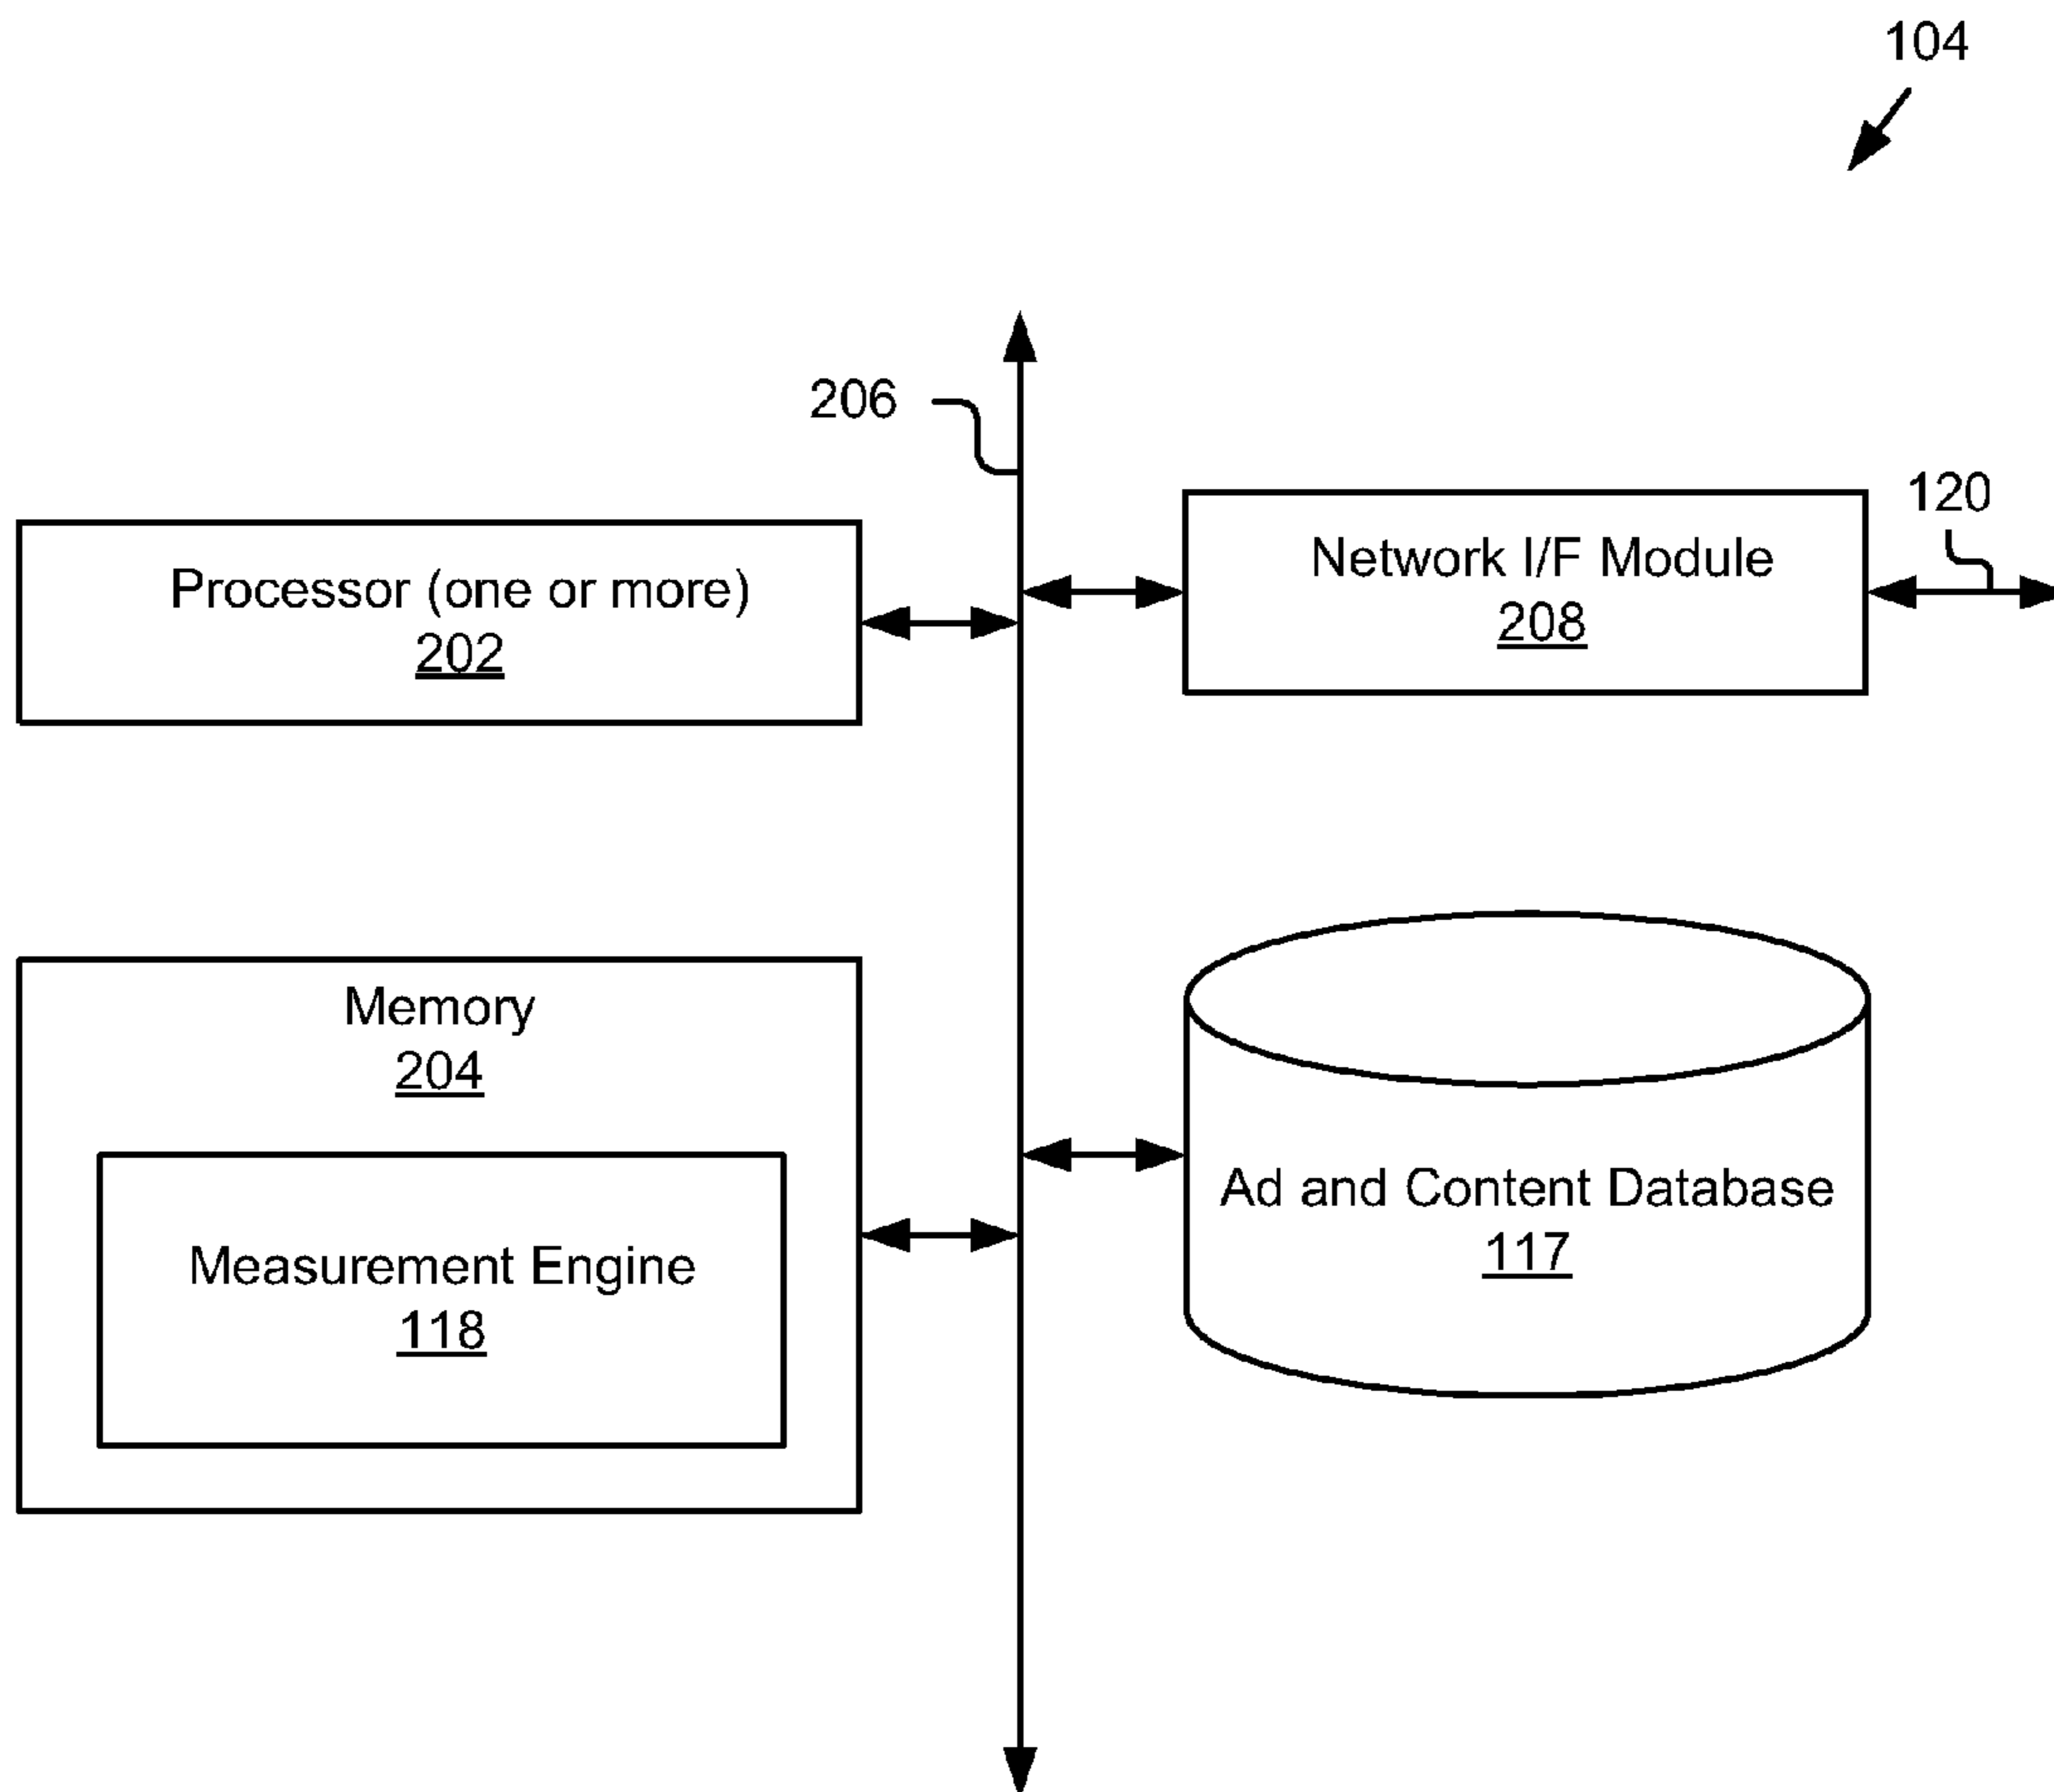 104
206
120
Processor (one or more)
202
Network I/F Module
208
Memory
204
Measurement Engine
118
Ad and Content Database
117